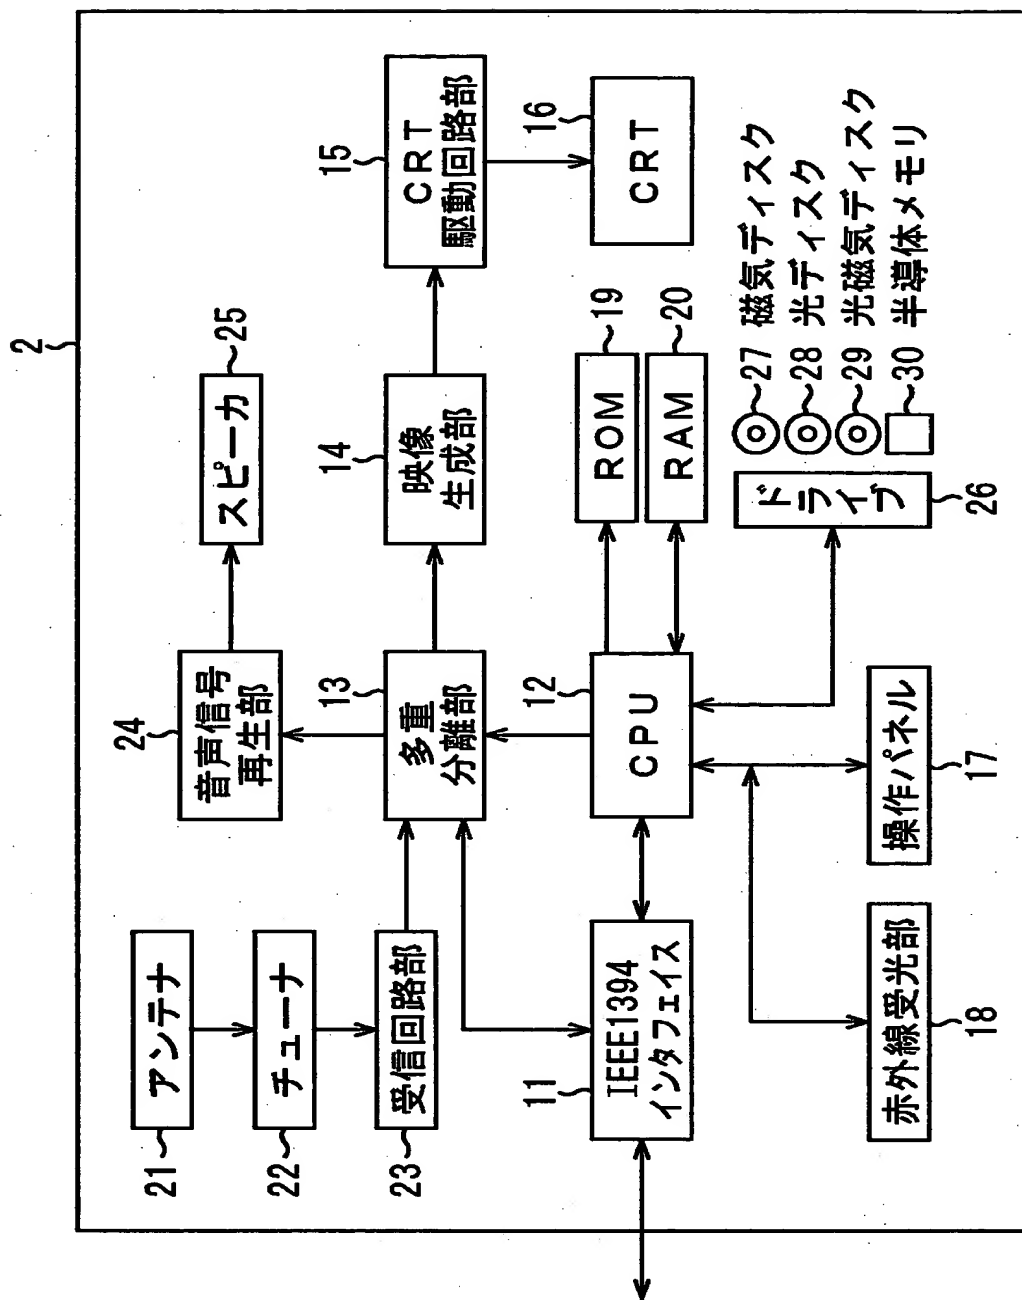 2
21
アンテナ
22
チューナ
23
受信回路部
24
音声信号
再生部
25
スピーカ
13
多重
分離部
14
映像
生成部
15
CRT
駆動回路部
16
CRT
11
IEEE1394
インタフェイス
12
CPU
19
ROM
20
RAM
18
赤外線受光部
17
操作パネル
26
ドライブ
27 磁気ディスク
28 光ディスク
29 光磁気ディスク
30 半導体メモリ